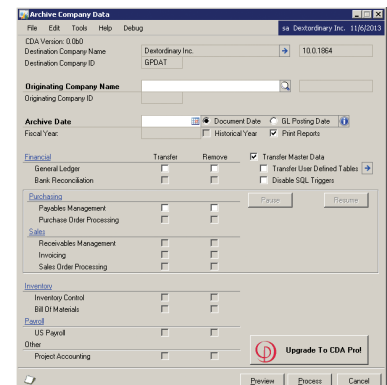 Archive Company Data
File Edit Tools Help Debug sa Dextordinary Inc. 11/6/2013
CDA Version: 0.0b0
Destination Company Name Dextordinary Inc. 10.0.1864
Destination Company ID GPDAT
Originating Company Name
Originating Company ID
Archive Date Document Date GL Posting Date
Fiscal Year: Historical Year Print Reports
Financial Transfer Remove Transfer Master Data
General Ledger Transfer User Defined Tables
Bank Reconciliation Disable SQL Triggers
Purchasing Pause Resume
Payables Management
Purchase Order Processing
Sales
Receivables Management
Invoicing
Sales Order Processing
Inventory
Inventory Control
Bill Of Materials
Payroll
US Payroll
Other
Project Accounting
Upgrade To CDA Pro!
Preview Process Cancel